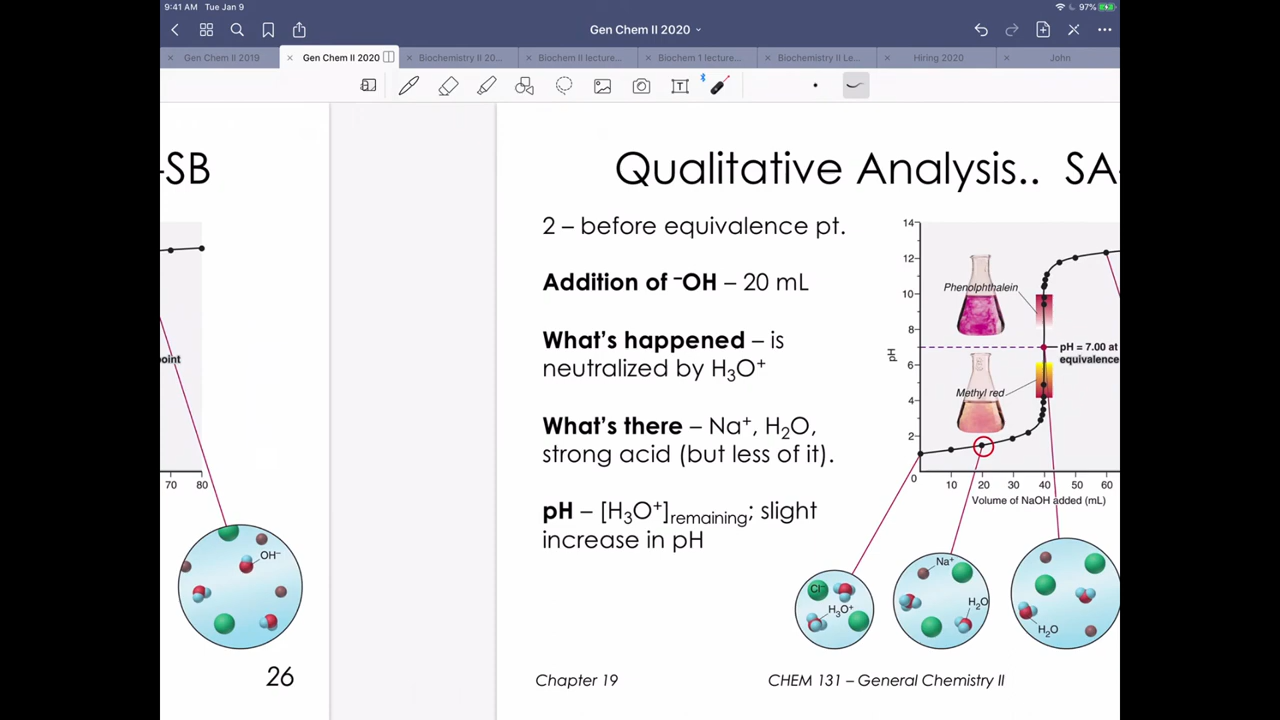 9:41 AM Tue Jan 9
97%
Gen Chem II 2020
Gen Chem II 2019
Gen Chem II 2020
Biochemistry II 20...
Biochem II lecture...
Biochem 1 lecture...
Biochemistry II Le...
Hiring 2020
John
-SB
70 80
OH⁻
26
Qualitative Analysis.. SA
2 – before equivalence pt.
Addition of ⁻OH – 20 mL
What's happened – is
neutralized by H₃O⁺
What's there – Na⁺, H₂O,
strong acid (but less of it).
pH – [H₃O⁺]remaining; slight
increase in pH
14
12
10
8
6
4
2
pH
Phenolphthalein
Methyl red
pH = 7.00 at
equivalence
0 10 20 30 40 50 60
Volume of NaOH added (mL)
Cl⁻
H₃O⁺
Na⁺
H₂O
H₂O
Chapter 19
CHEM 131 – General Chemistry II